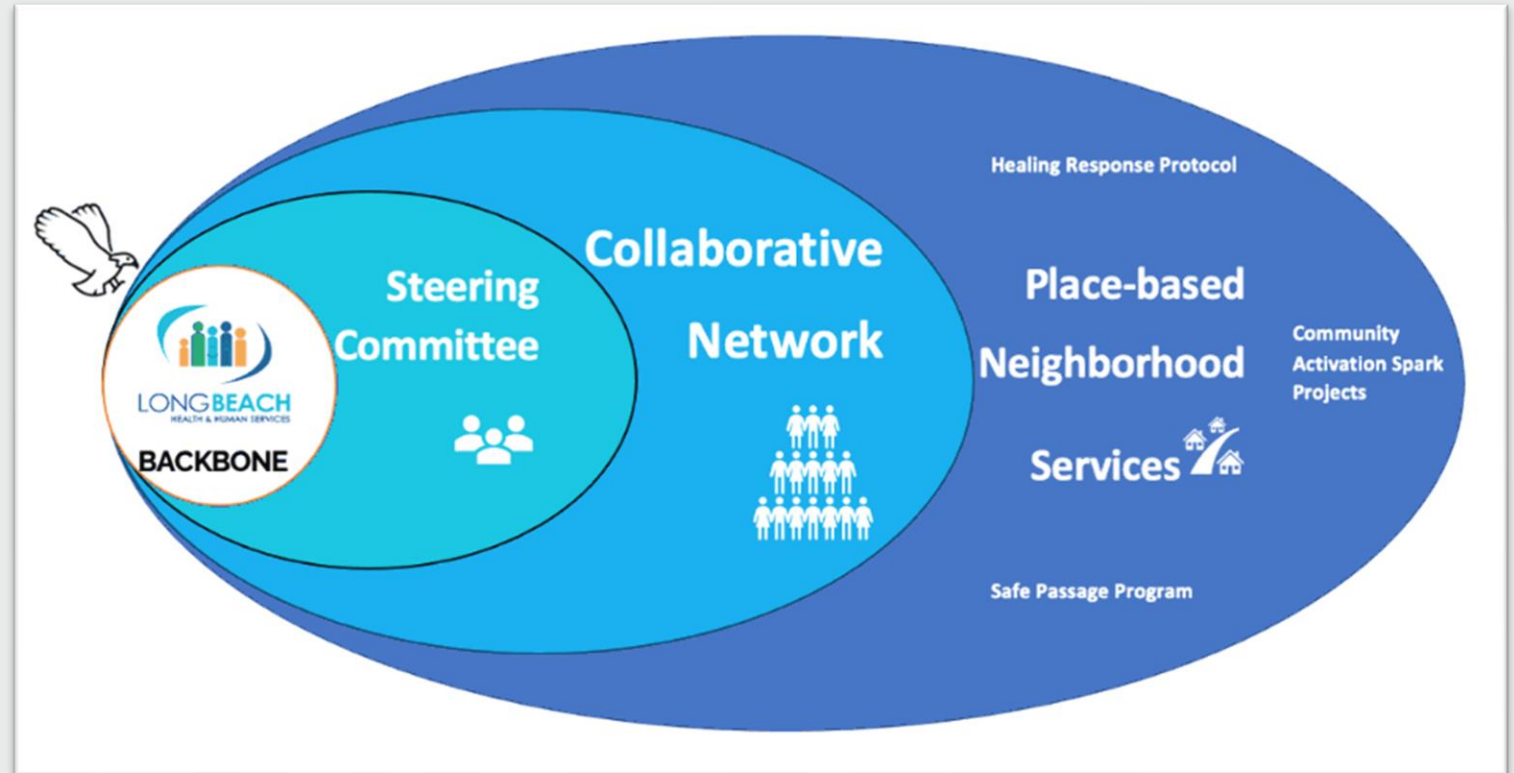 LONGBEACH
HEALTH & HUMAN SERVICES
BACKBONE
Steering
Committee
Collaborative
Network
Healing Response Protocol
Place-based
Neighborhood
Services
Community
Activation Spark
Projects
Safe Passage Program